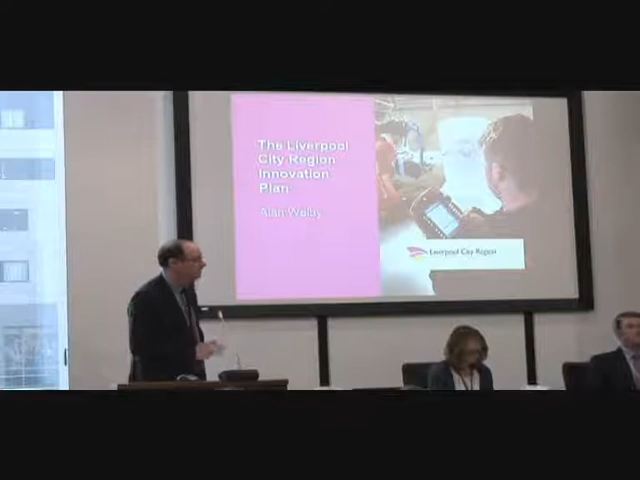 The Liverpool
City Region
Innovation
Plan
Alan Welby
Liverpool City Region